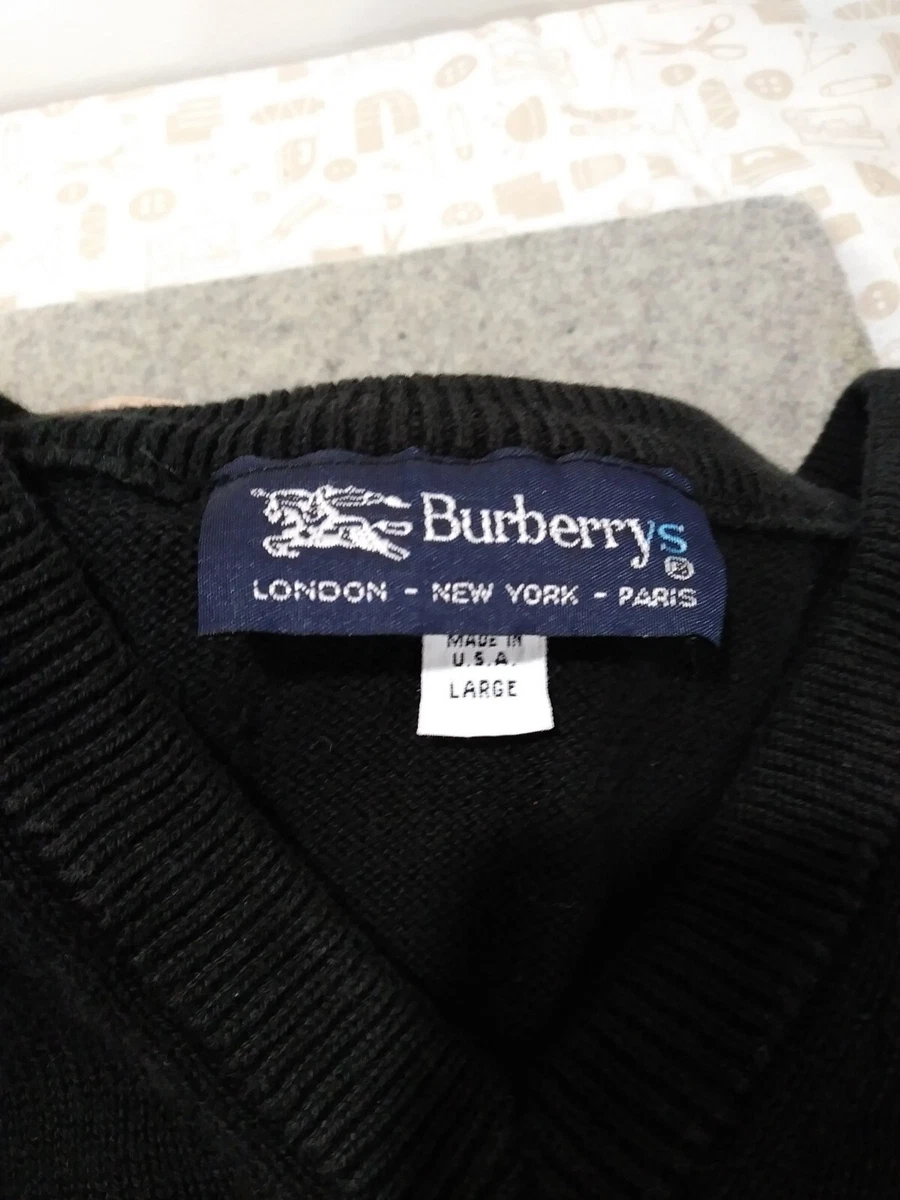 Burberrys
®
LONDON - NEW YORK - PARIS
MADE IN
U.S.A.
LARGE